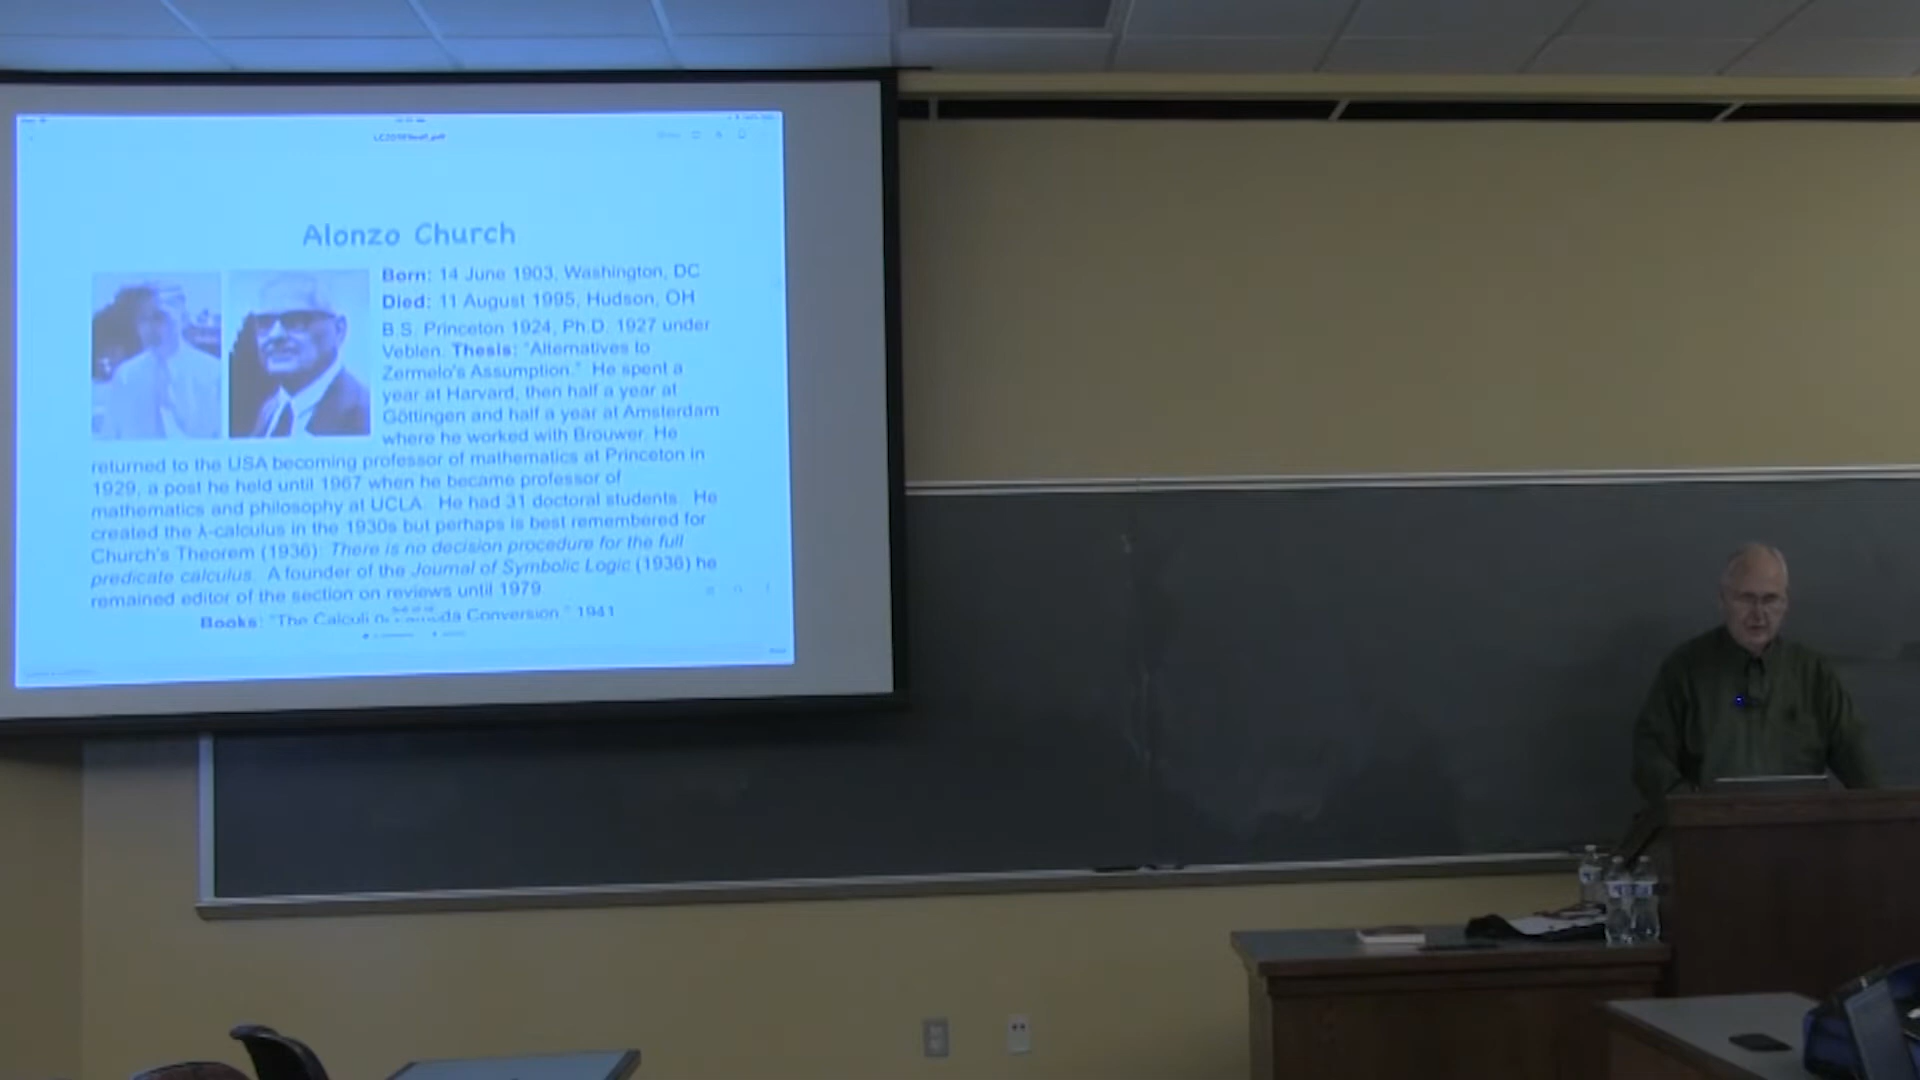 Alonzo Church
Born: 14 June 1903, Washington, DC
Died: 11 August 1995, Hudson, OH
B.S. Princeton 1924, Ph.D. 1927 under
Veblen. Thesis: "Alternatives to
Zermelo's Assumption." He spent a
year at Harvard, then half a year at
Göttingen and half a year at Amsterdam
where he worked with Brouwer. He
returned to the USA becoming professor of mathematics at Princeton in
1929, a post he held until 1967 when he became professor of
mathematics and philosophy at UCLA. He had 31 doctoral students. He
created the λ-calculus in the 1930s but perhaps is best remembered for
Church's Theorem (1936): There is no decision procedure for the full
predicate calculus. A founder of the Journal of Symbolic Logic (1936) he
remained editor of the section on reviews until 1979.
Books: "The Calculi Conversion." 1941